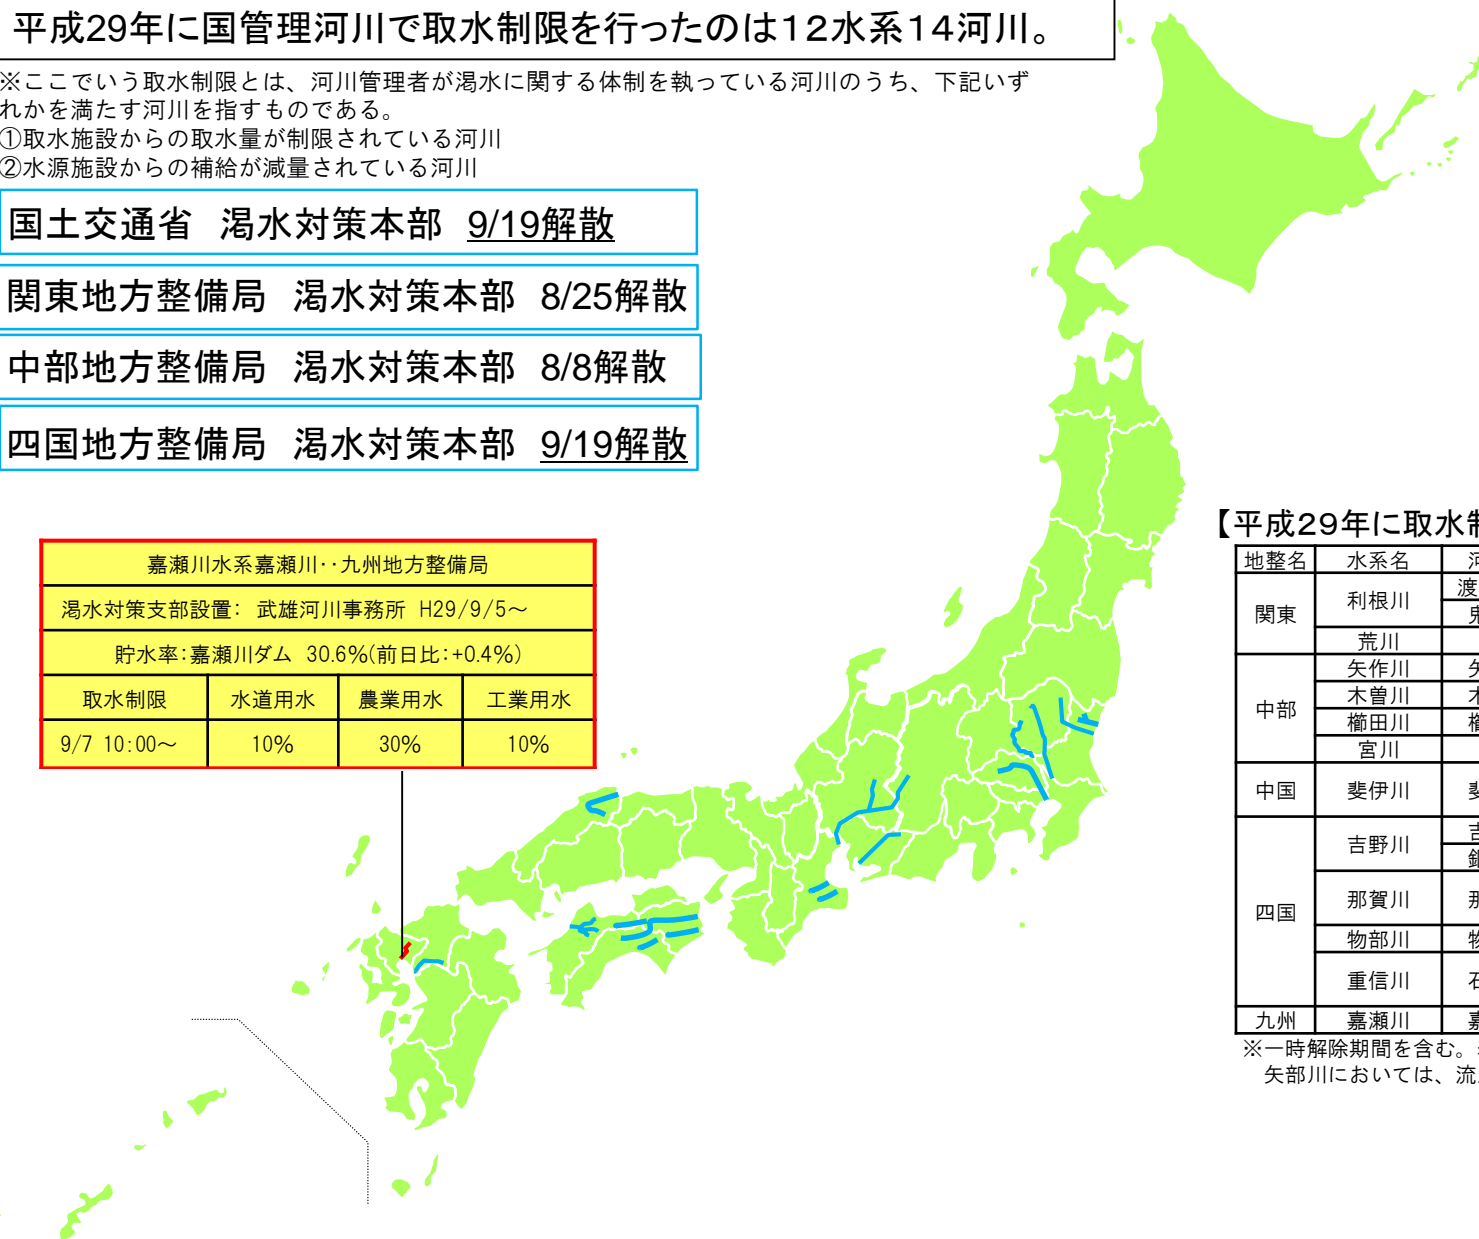 平成29年に国管理河川で取水制限を行ったのは12水系14河川。
※ここでいう取水制限とは、河川管理者が渇水に関する体制を執っている河川のうち、下記いず
れかを満たす河川を指すものである。
①取水施設からの取水量が制限されている河川
②水源施設からの補給が減量されている河川
国土交通省 渇水対策本部 9/19解散
関東地方整備局 渇水対策本部 8/25解散
中部地方整備局 渇水対策本部 8/8解散
四国地方整備局 渇水対策本部 9/19解散
嘉瀬川水系嘉瀬川‥九州地方整備局
渇水対策支部設置： 武雄河川事務所 H29/9/5～
貯水率：嘉瀬川ダム 30.6%(前日比：+0.4%)
取水制限 水道用水 農業用水 工業用水
9/7 10:00～ 10% 30% 10%
【平成29年に取水
地整名 水系名 河
関東 利根川 渡
荒川
中部 矢作川 矢
木曽川 木
櫛田川 櫛
宮川
中国 斐伊川 斐
四国 吉野川 吉
銅
那賀川 那
物部川 物
重信川 石
九州 嘉瀬川 嘉
※一時解除期間を含む。
矢部川においては、流